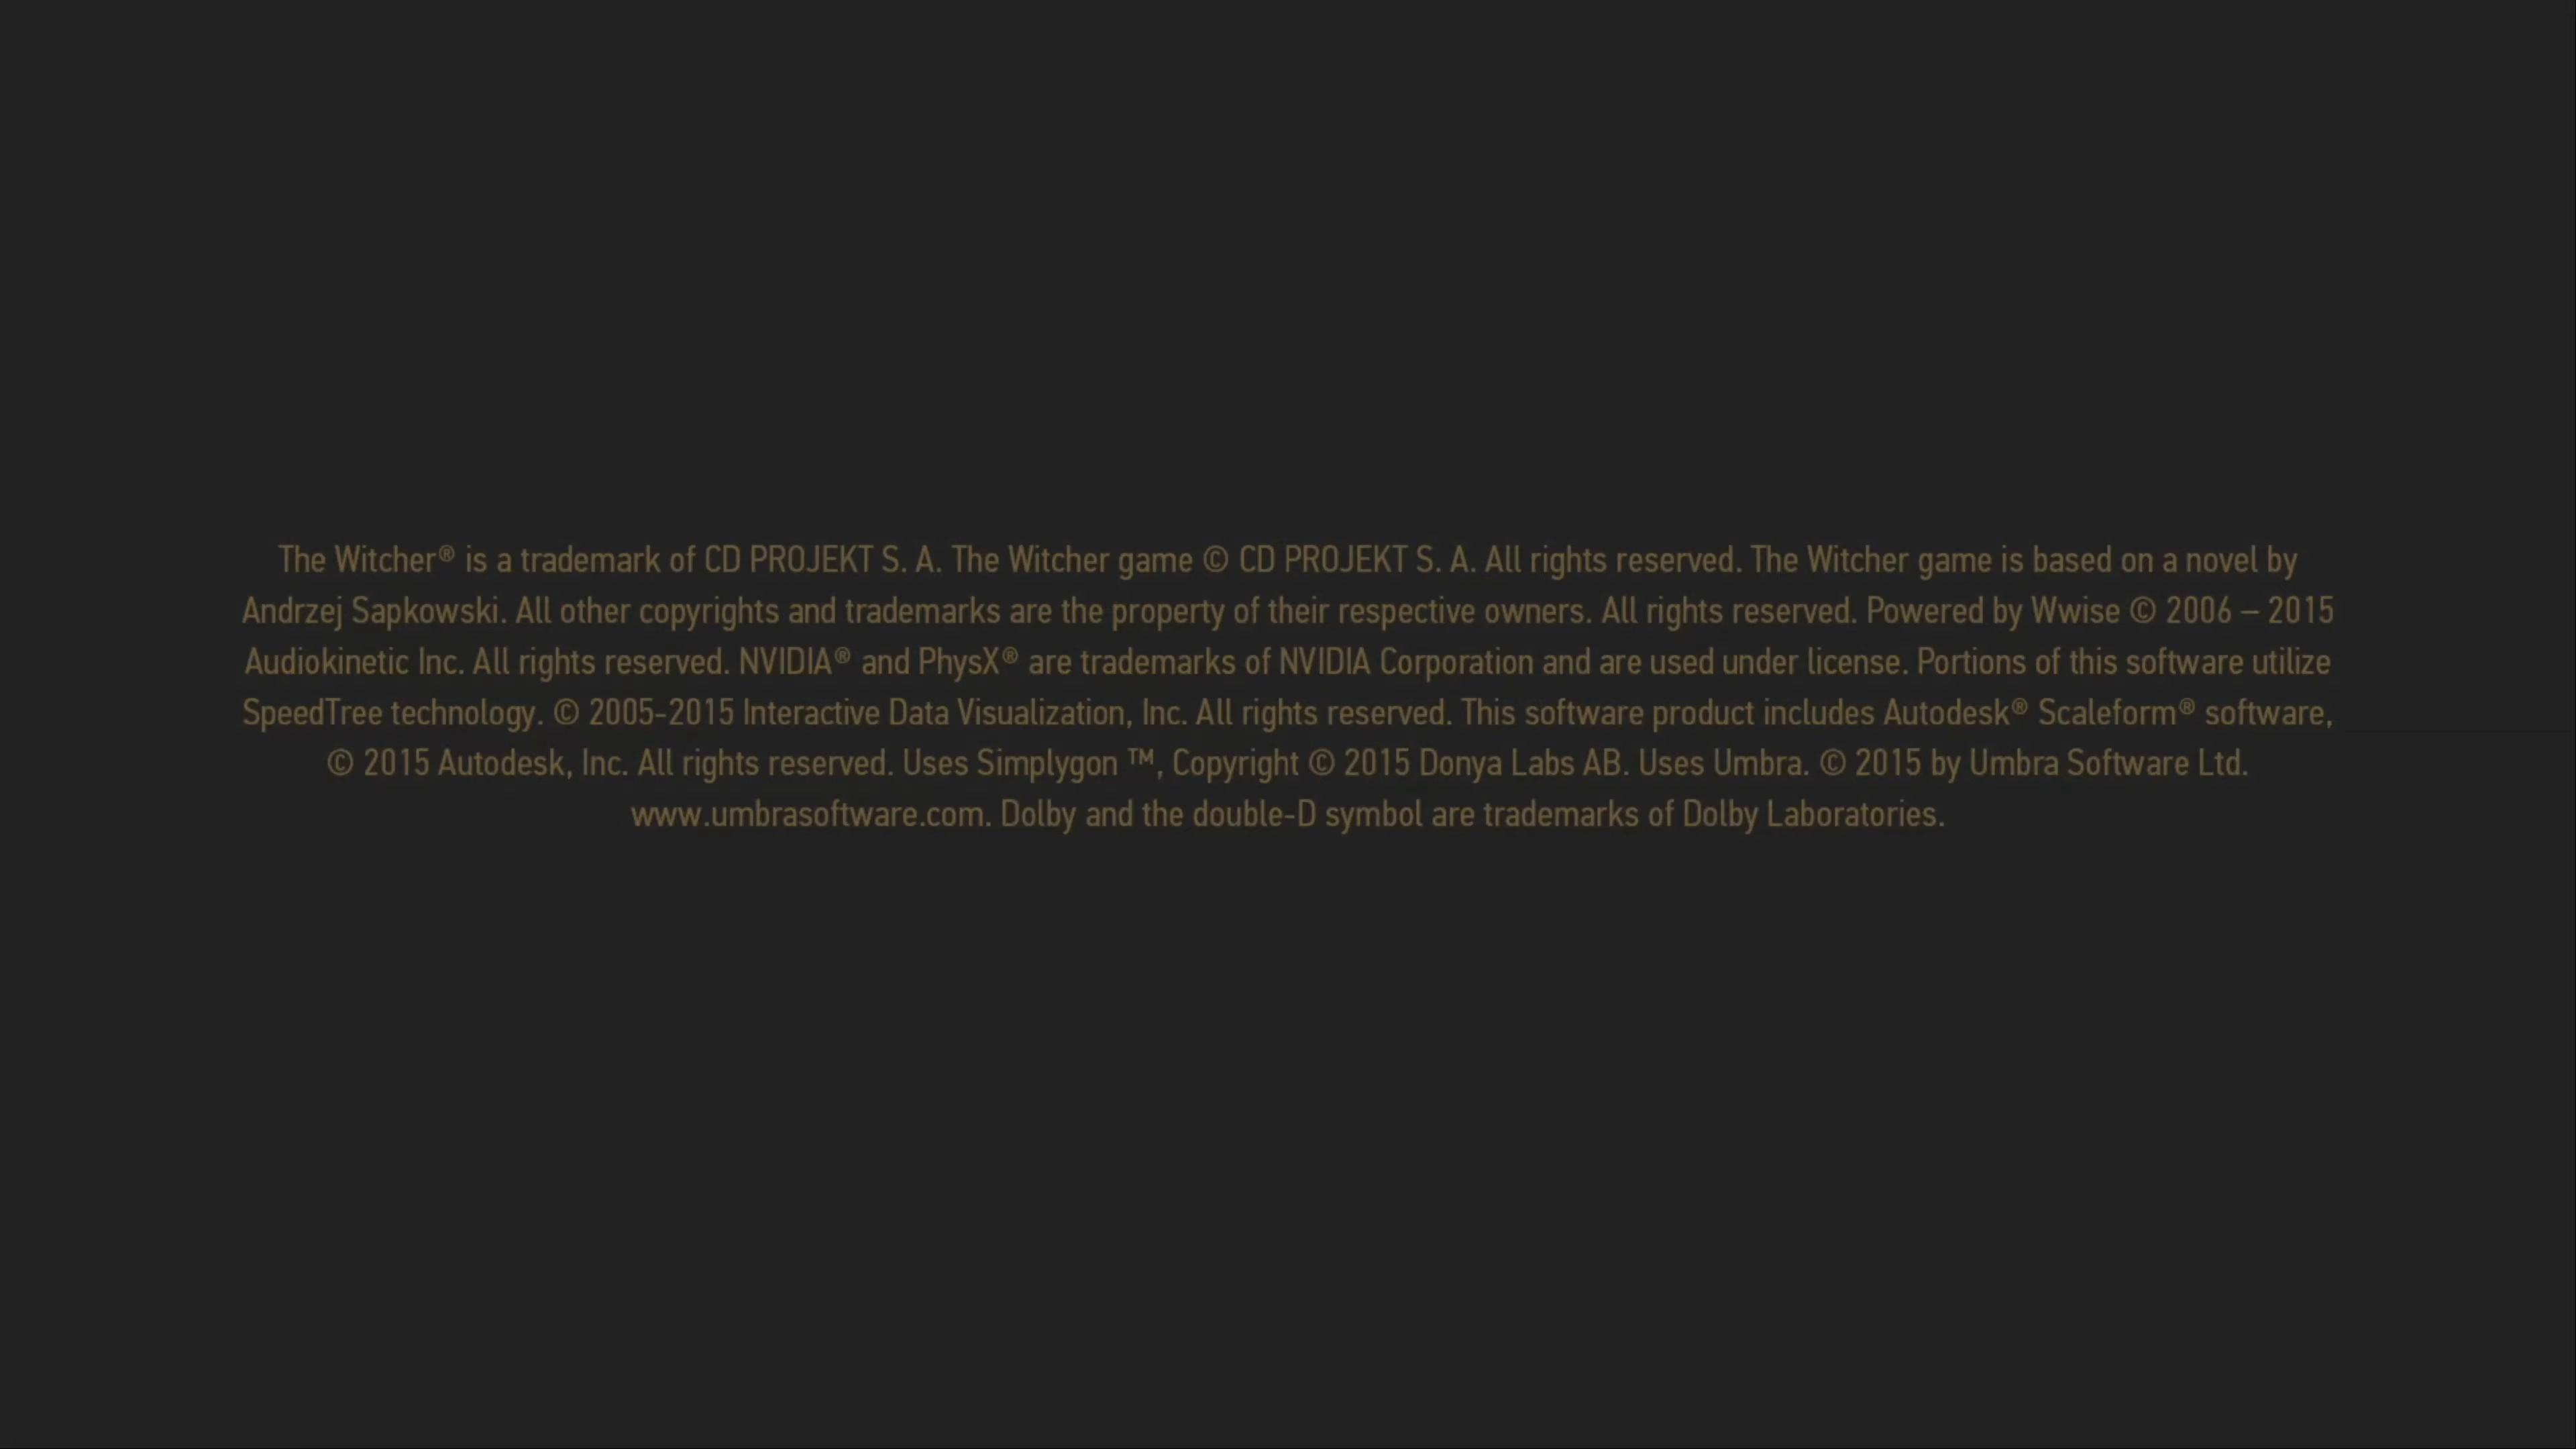 The Witcher® is a trademark of CD PROJEKT S. A. The Witcher game © CD PROJEKT S. A. All rights reserved. The Witcher game is based on a novel by
Andrzej Sapkowski. All other copyrights and trademarks are the property of their respective owners. All rights reserved. Powered by Wwise © 2006 – 2015
Audiokinetic Inc. All rights reserved. NVIDIA® and PhysX® are trademarks of NVIDIA Corporation and are used under license. Portions of this software utilize
SpeedTree technology. © 2005-2015 Interactive Data Visualization, Inc. All rights reserved. This software product includes Autodesk® Scaleform® software,
© 2015 Autodesk, Inc. All rights reserved. Uses Simplygon ™, Copyright © 2015 Donya Labs AB. Uses Umbra. © 2015 by Umbra Software Ltd.
www.umbrasoftware.com. Dolby and the double-D symbol are trademarks of Dolby Laboratories.